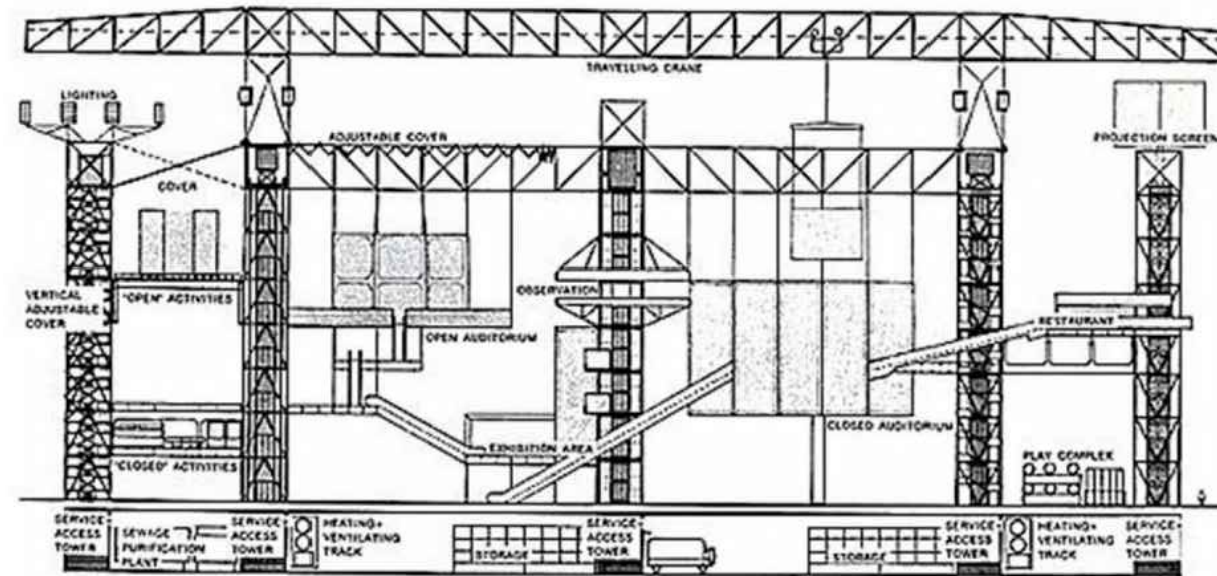 TRAVELLING CRANE
LIGHTING
ADJUSTABLE COVER
PROJECTION SCREEN
COVER
VERTICAL
ADJUSTABLE
COVER
"OPEN" ACTIVITIES
OBSERVATION
OPEN AUDITORIUM
RESTAURANT
CLOSED AUDITORIUM
EXHIBITION AREA
"CLOSED" ACTIVITIES
PLAY COMPLEX
SERVICE+
ACCESS
TOWER
SEWAGE
PURIFICATION
PLANT
SERVICE+
ACCESS
TOWER
HEATING+
VENTILATING
TRACK
STORAGE
SERVICE+
ACCESS
TOWER
STORAGE
SERVICE+
ACCESS
TOWER
HEATING+
VENTILATING
TRACK
SERVICE+
ACCESS
TOWER